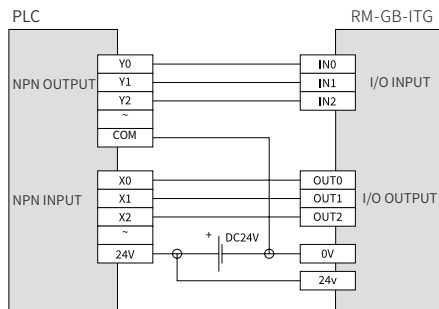 PLC
RM-GB-ITG
NPN OUTPUT
Y0
Y1
Y2
~
COM
IN0
IN1
IN2
I/O INPUT
NPN INPUT
X0
X1
X2
~
24V
+
DC24V
OUT0
OUT1
OUT2
0V
24v
I/O OUTPUT